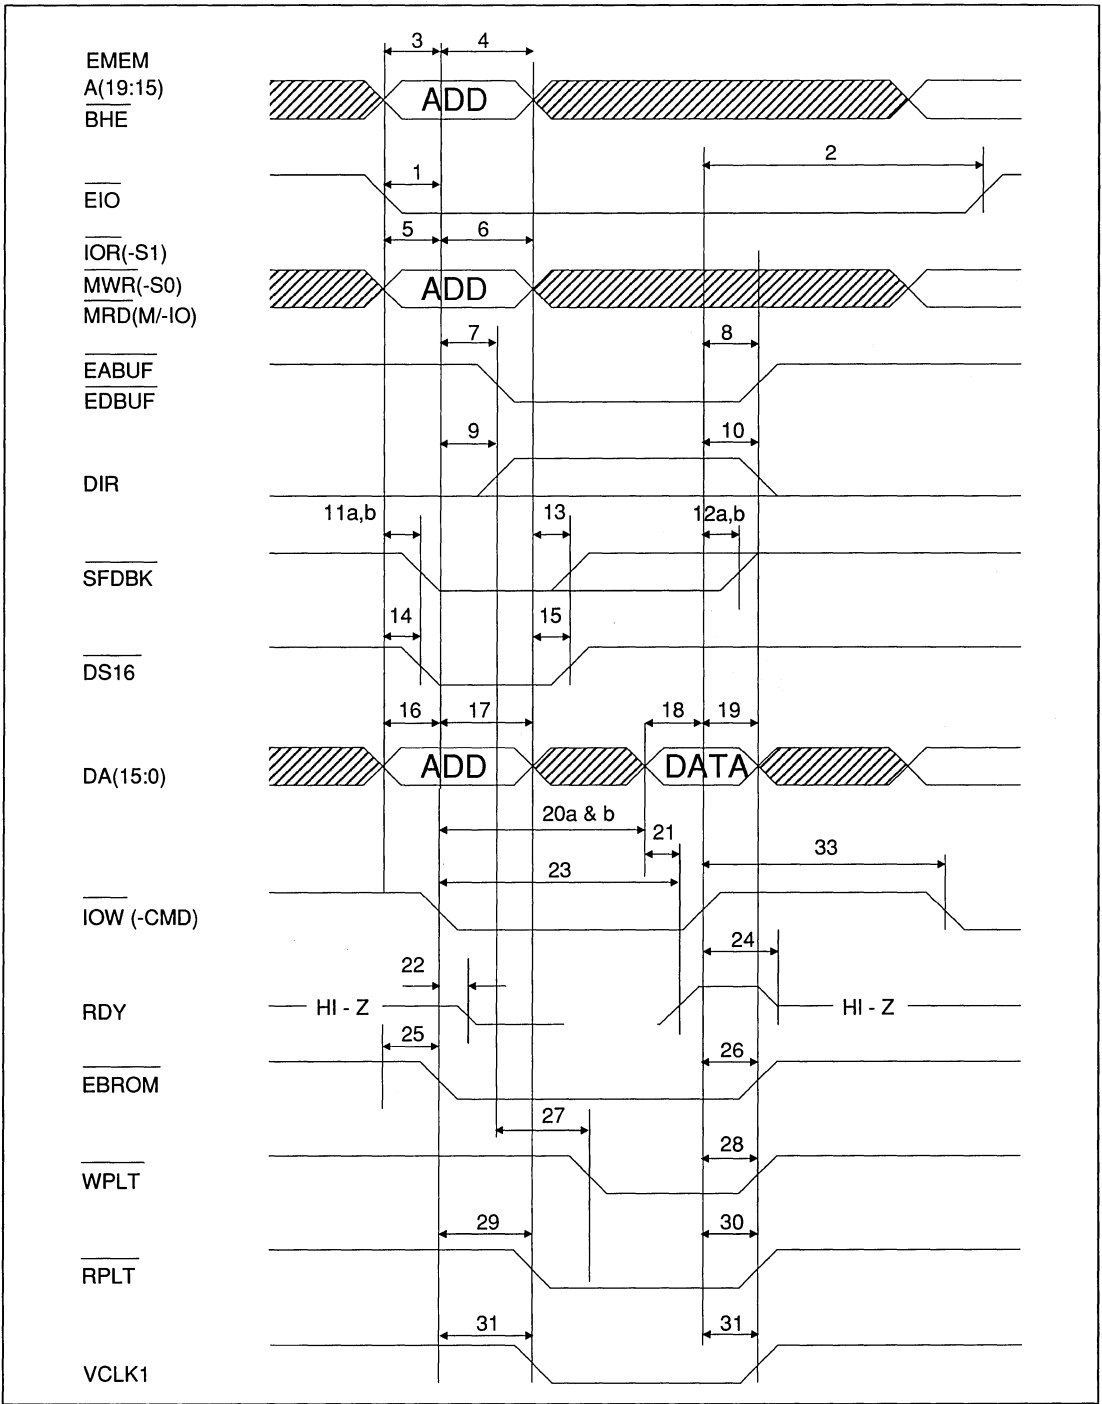 3 4
EMEM
A(19:15)
BHE
ADD
2
1
EIO
5 6
IOR(-S1)
MWR(-S0)
MRD(M/-IO)
ADD
7 8
EABUF
EDBUF
9 10
DIR
11a,b 13 12a,b
SFDBK
14 15
DS16
16 17 18 19
DA(15:0)
ADD DATA
20a & b
21
33
23
IOW (-CMD)
24
22
RDY
HI - Z HI - Z
25 26
EBROM
27
28
WPLT
29 30
RPLT
31 31
VCLK1